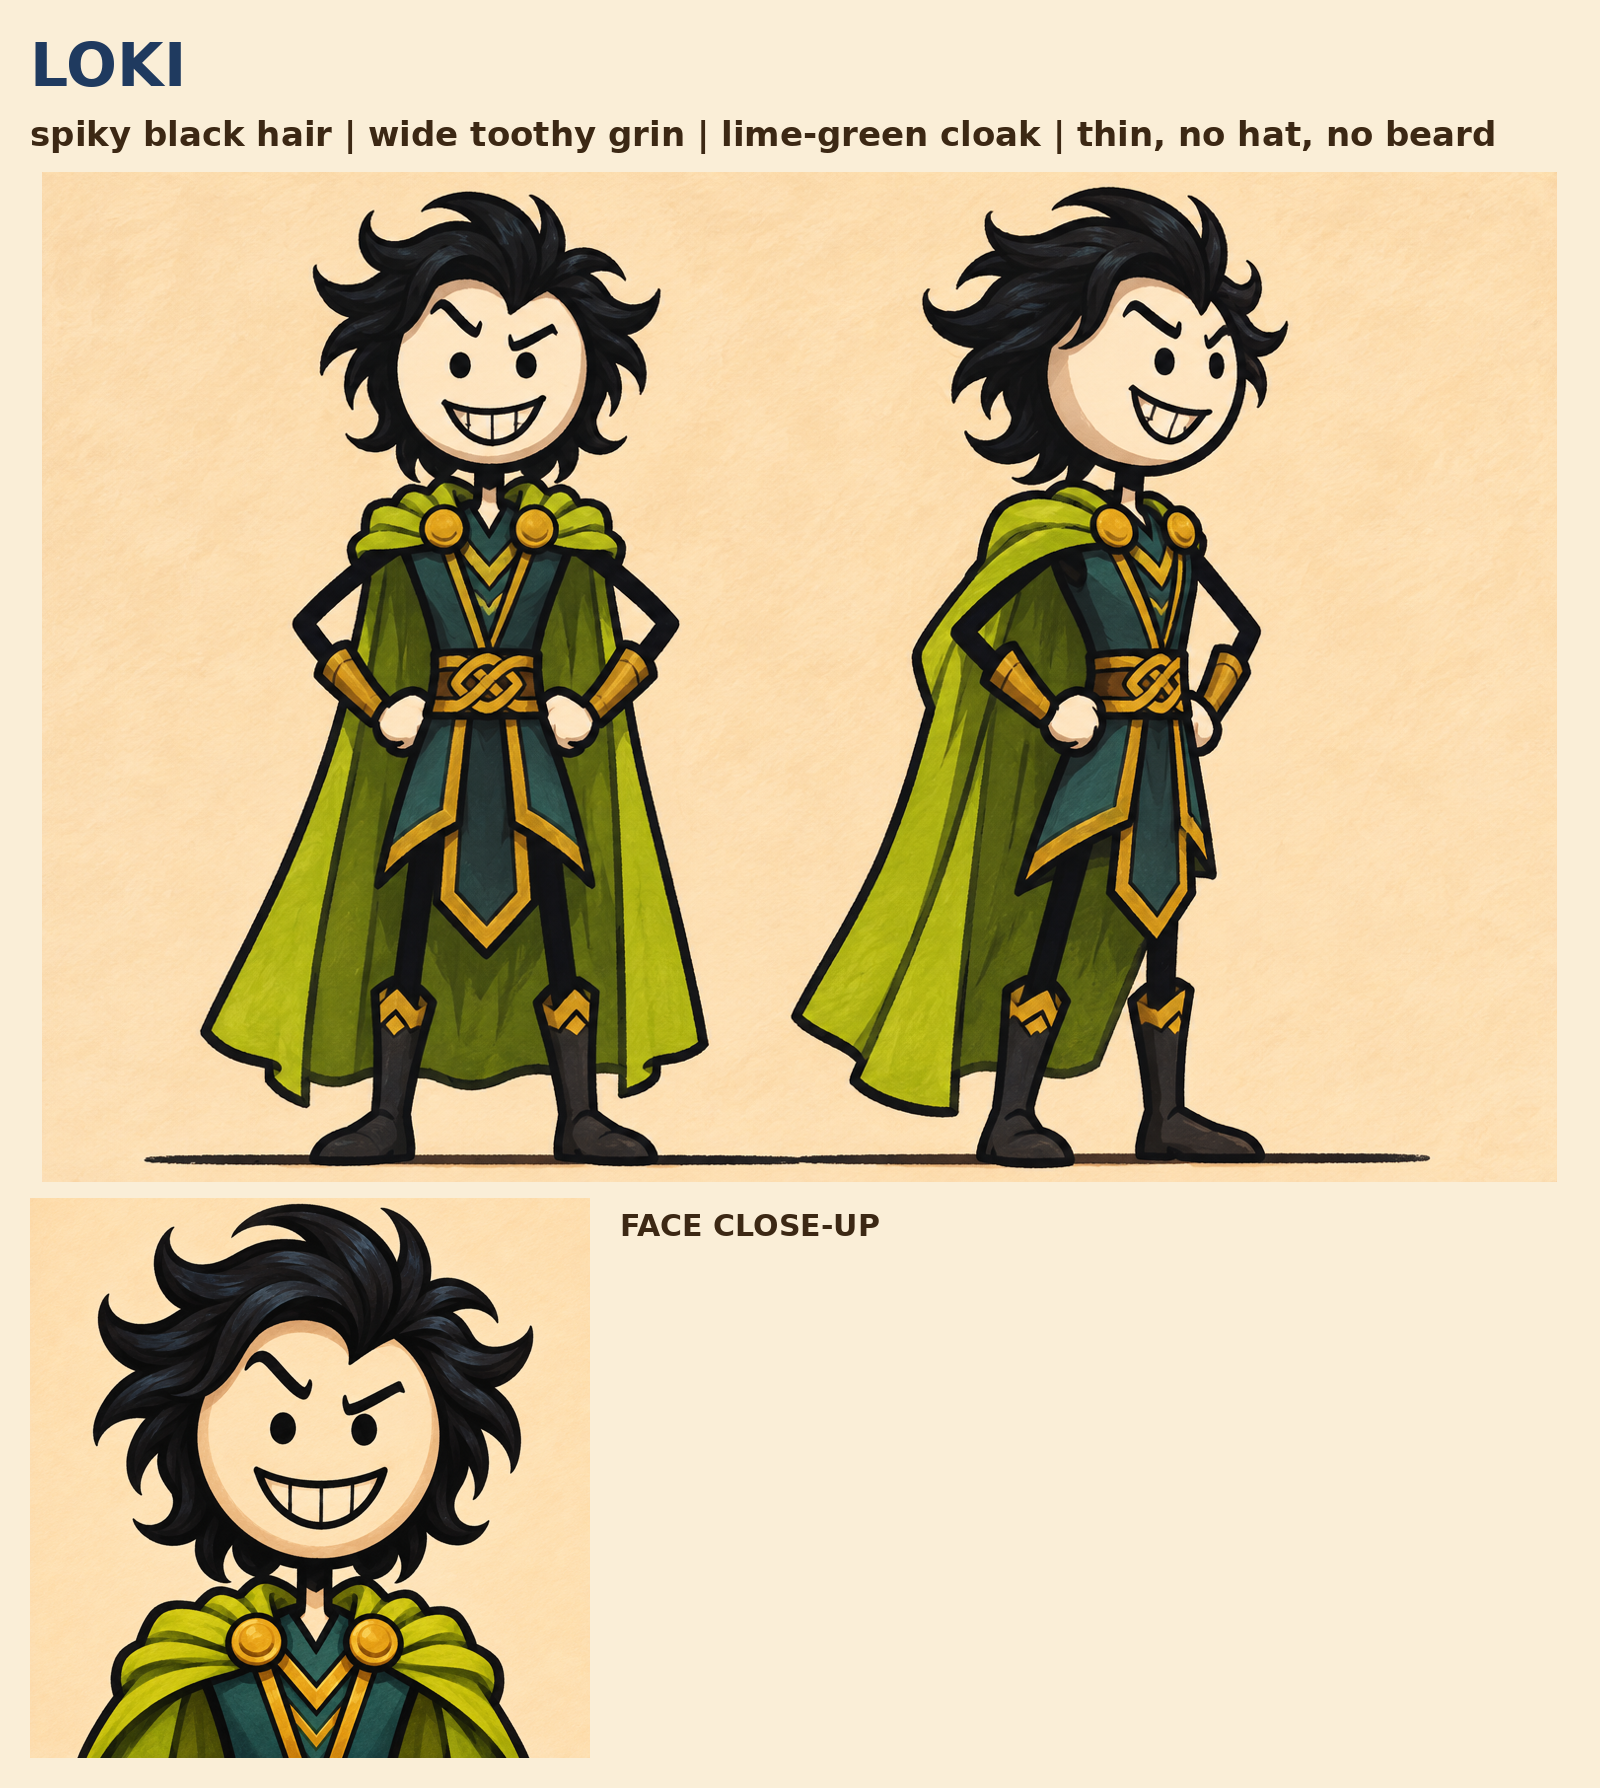 LOKI
spiky black hair | wide toothy grin | lime-green cloak | thin, no hat, no beard
FACE CLOSE-UP